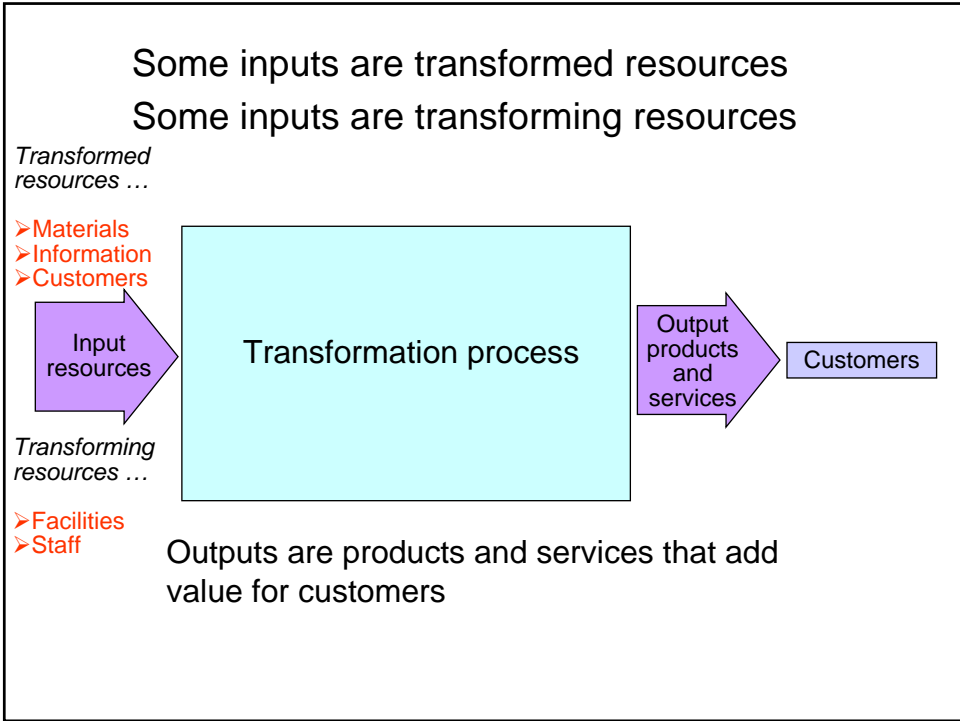 Some inputs are transformed resources
Some inputs are transforming resources
Transformed
resources …
➢Materials
➢Information
➢Customers
Input
resources
Transformation process
Output
products
and
services
Customers
Transforming
resources …
➢Facilities
➢Staff
Outputs are products and services that add
value for customers